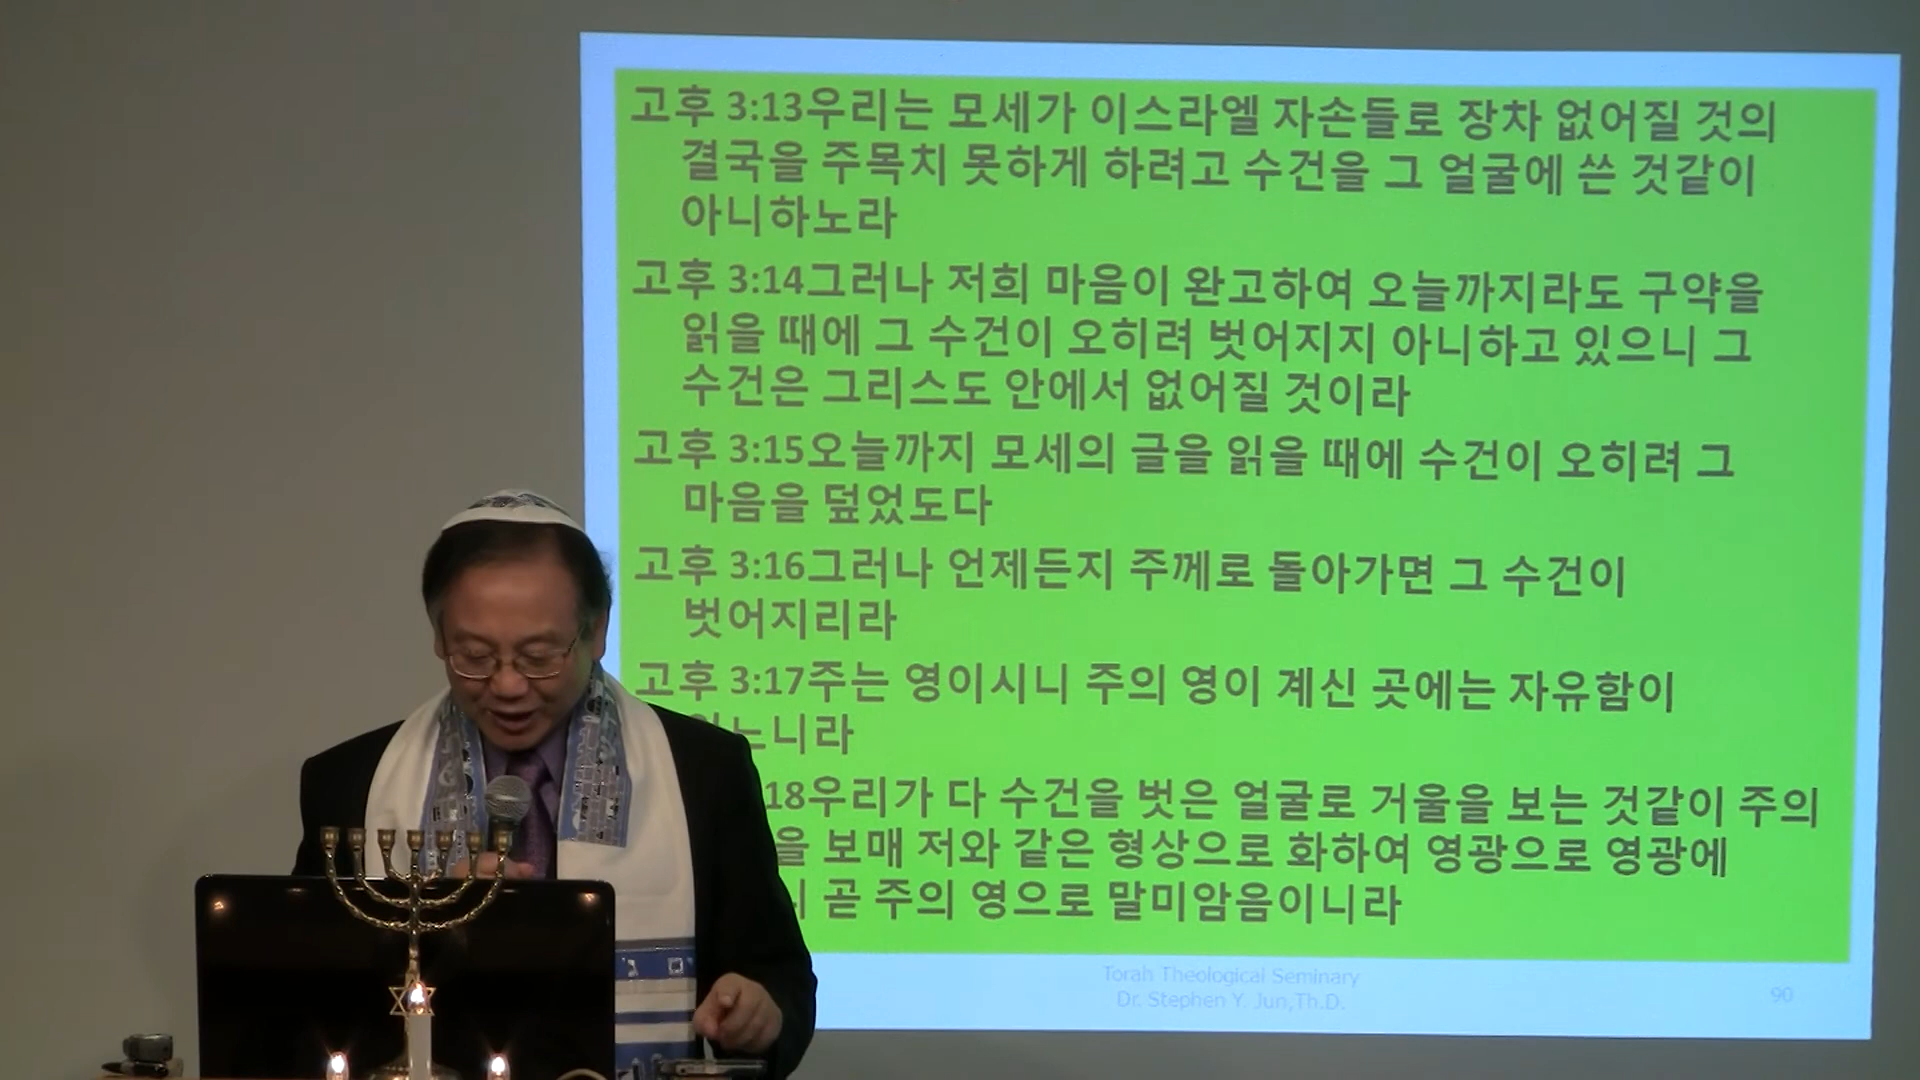 고후 3:13우리는 모세가 이스라엘 자손들로 장차 없어질 것의
결국을 주목치 못하게 하려고 수건을 그 얼굴에 쓴 것같이
아니하노라
고후 3:14그러나 저희 마음이 완고하여 오늘까지라도 구약을
읽을 때에 그 수건이 오히려 벗어지지 아니하고 있으니 그
수건은 그리스도 안에서 없어질 것이라
고후 3:15오늘까지 모세의 글을 읽을 때에 수건이 오히려 그
마음을 덮었도다
고후 3:16그러나 언제든지 주께로 돌아가면 그 수건이
벗어지리라
고후 3:17주는 영이시니 주의 영이 계신 곳에는 자유함이
느니라
18우리가 다 수건을 벗은 얼굴로 거울을 보는 것같이 주의
을 보매 저와 같은 형상으로 화하여 영광으로 영광에
곧 주의 영으로 말미암음이니라
Torah Theological Seminary
Dr. Stephen Y. Jun,Th.D.
90